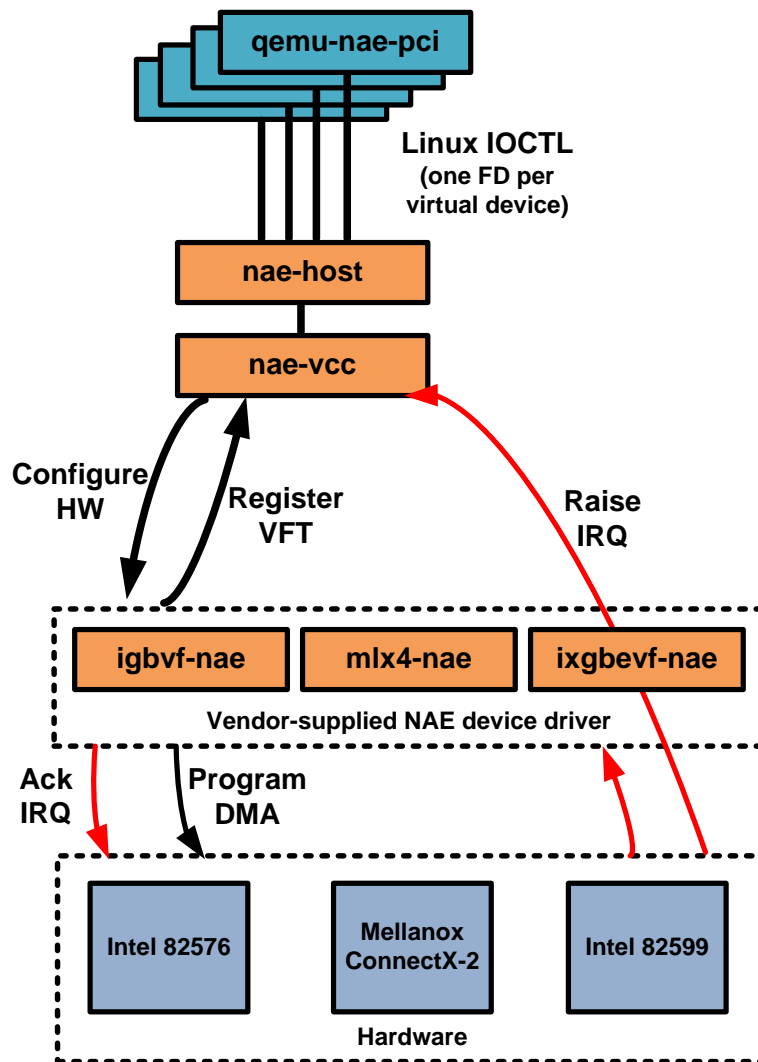 qemu-nae-pci
Linux IOCTL
(one FD per
virtual device)
nae-host
nae-vcc
Configure
HW
Register
VFT
Raise
IRQ
igbvf-nae
mlx4-nae
ixgbevf-nae
Vendor-supplied NAE device driver
Ack
IRQ
Program
DMA
Intel 82576
Mellanox
ConnectX-2
Intel 82599
Hardware